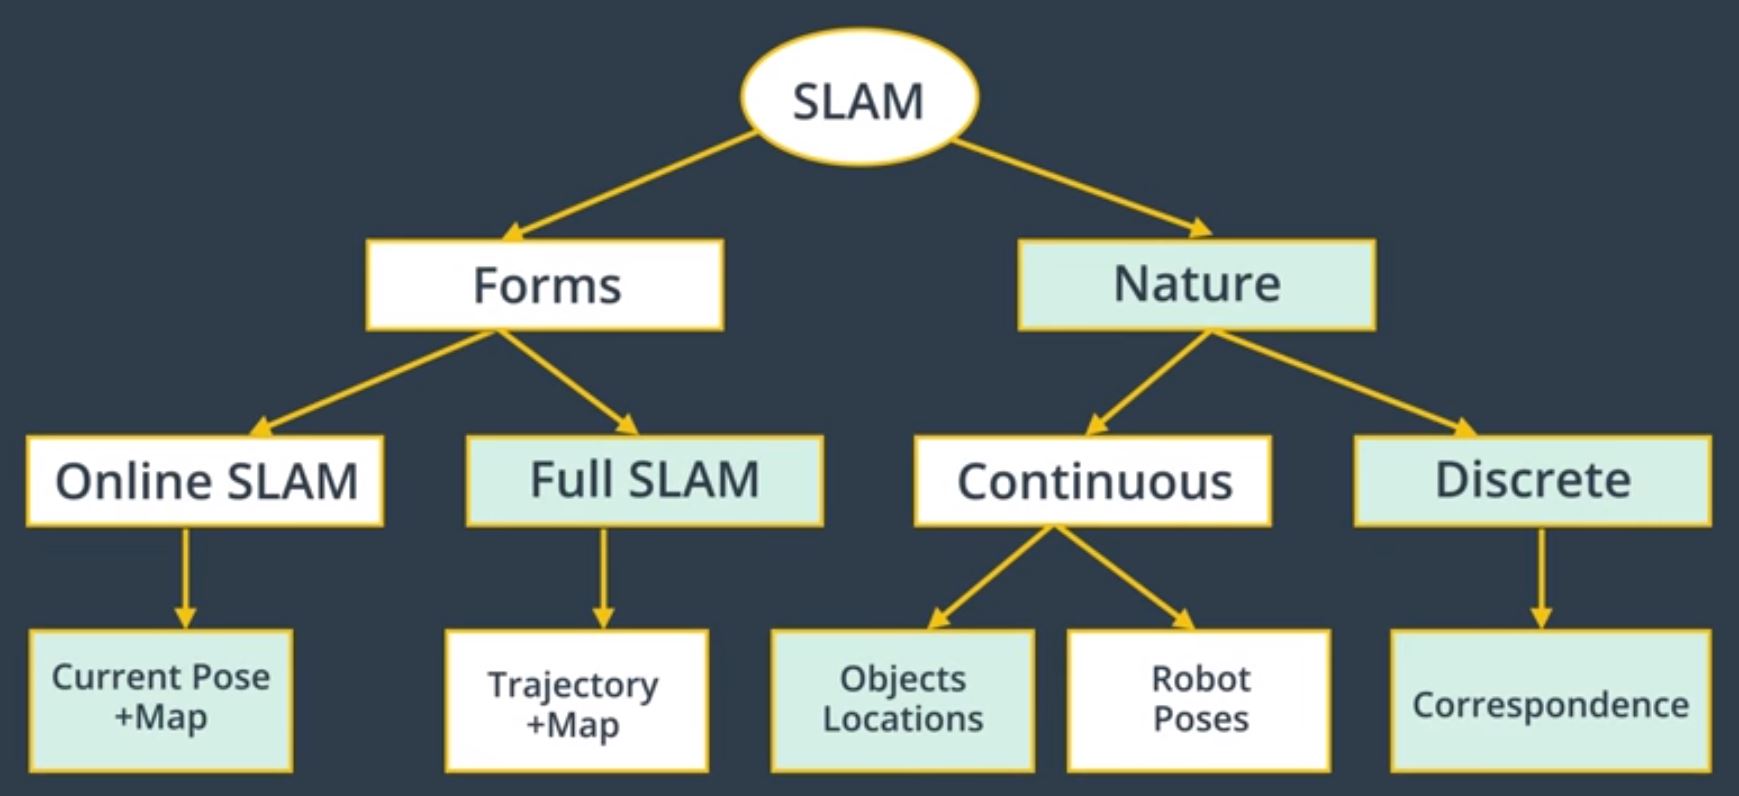 SLAM
Forms
Nature
Online SLAM
Full SLAM
Continuous
Discrete
Current Pose
+Map
Trajectory
+Map
Objects
Locations
Robot
Poses
Correspondence